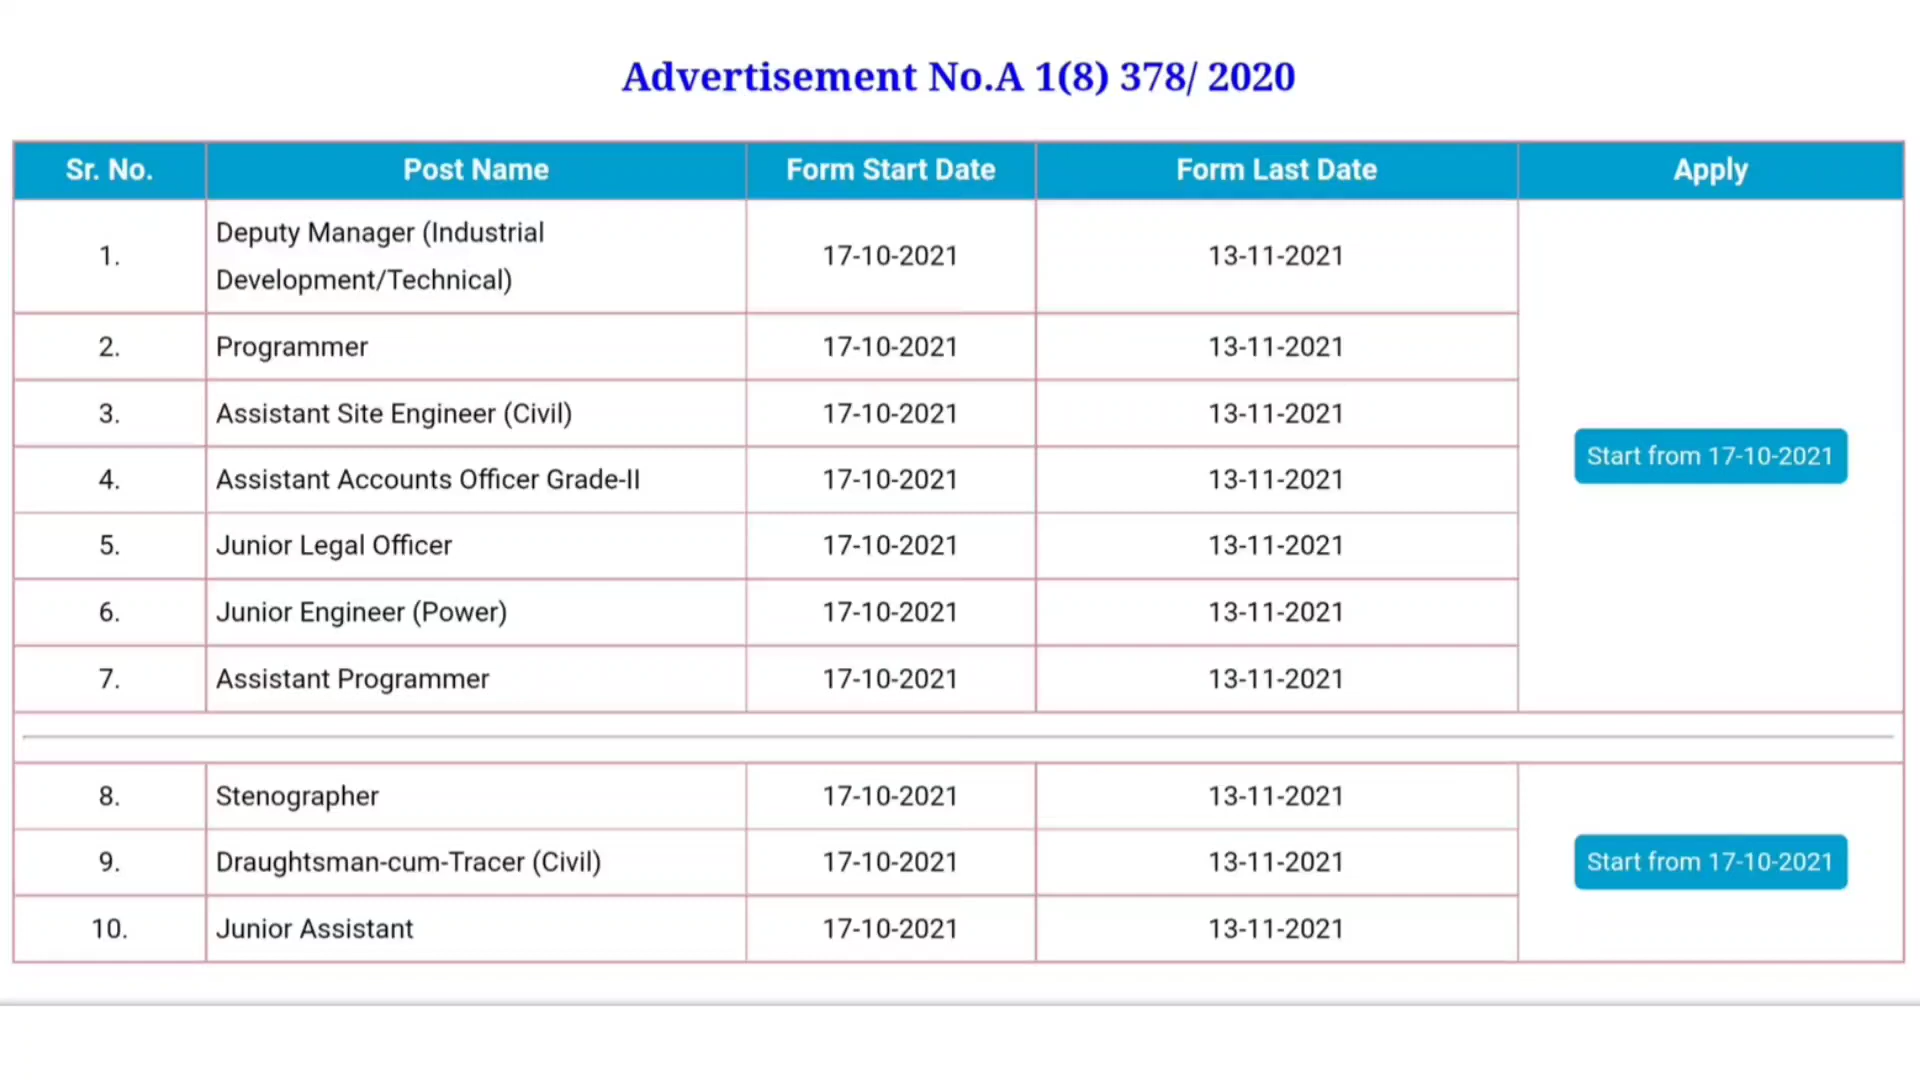 Advertisement No.A 1(8) 378/ 2020
Sr. No. Post Name Form Start Date Form Last Date Apply
1. Deputy Manager (Industrial
Development/Technical) 17-10-2021 13-11-2021
2. Programmer 17-10-2021 13-11-2021
3. Assistant Site Engineer (Civil) 17-10-2021 13-11-2021
Start from 17-10-2021
4. Assistant Accounts Officer Grade-II 17-10-2021 13-11-2021
5. Junior Legal Officer 17-10-2021 13-11-2021
6. Junior Engineer (Power) 17-10-2021 13-11-2021
7. Assistant Programmer 17-10-2021 13-11-2021
8. Stenographer 17-10-2021 13-11-2021
9. Draughtsman-cum-Tracer (Civil) 17-10-2021 13-11-2021 Start from 17-10-2021
10. Junior Assistant 17-10-2021 13-11-2021